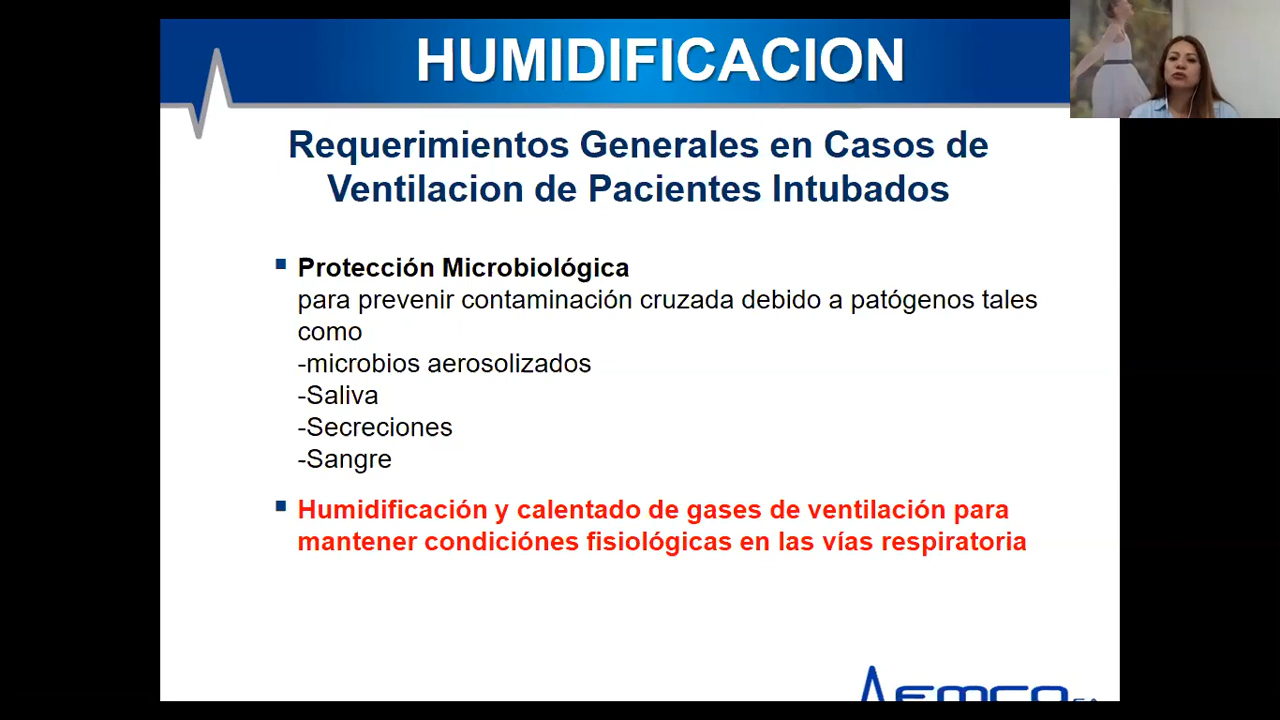 HUMIDIFICACION
Requerimientos Generales en Casos de
Ventilacion de Pacientes Intubados
Protección Microbiológica
para prevenir contaminación cruzada debido a patógenos tales
como
-microbios aerosolizados
-Saliva
-Secreciones
-Sangre
Humidificación y calentado de gases de ventilación para
mantener condiciónes fisiológicas en las vías respiratoria